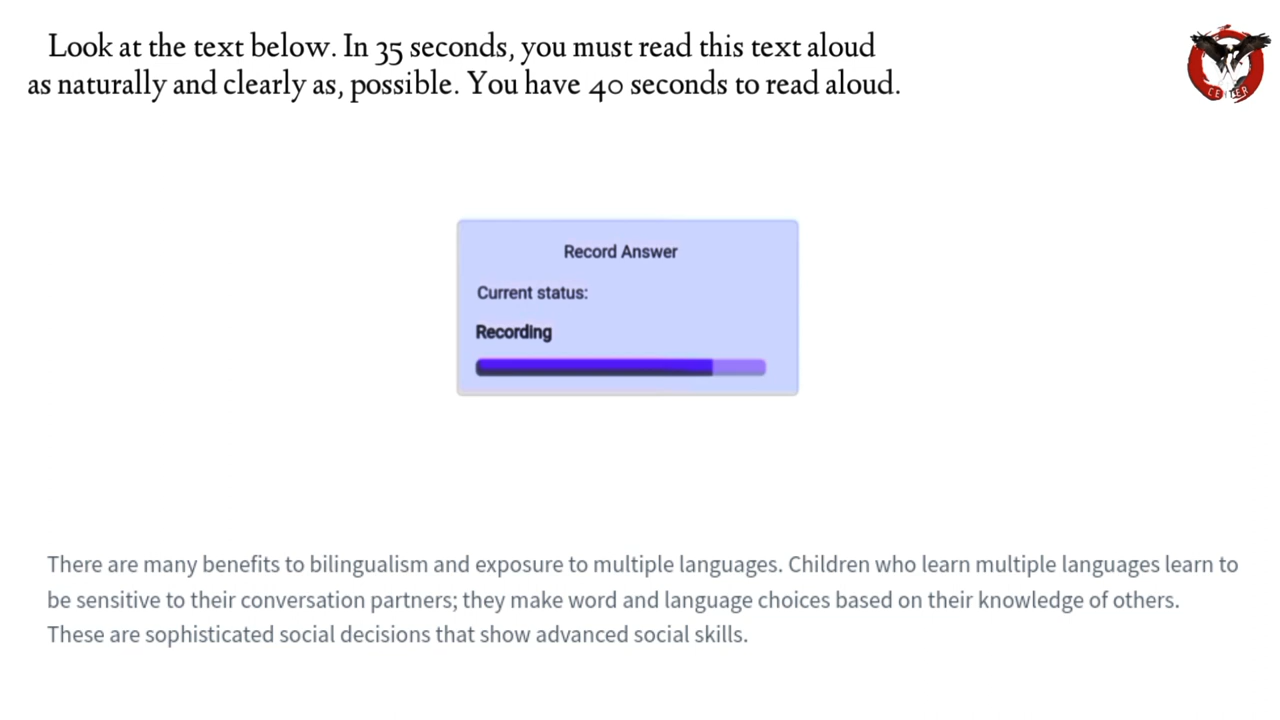 Look at the text below. In 35 seconds, you must read this text aloud
as naturally and clearly as, possible. You have 40 seconds to read aloud.
CENTER
Record Answer
Current status:
Recording
There are many benefits to bilingualism and exposure to multiple languages. Children who learn multiple languages learn to
be sensitive to their conversation partners; they make word and language choices based on their knowledge of others.
These are sophisticated social decisions that show advanced social skills.